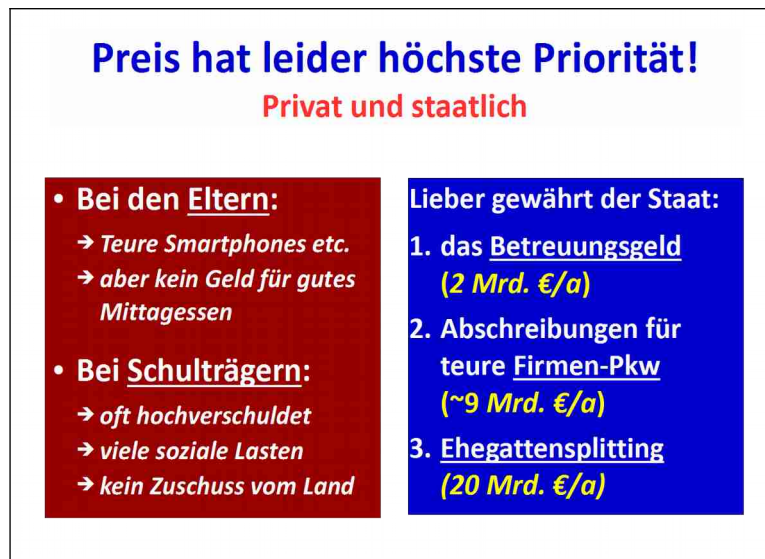 Preis hat leider höchste Priorität!
Privat und staatlich
• Bei den Eltern:
➔ Teure Smartphones etc.
➔ aber kein Geld für gutes
Mittagessen
• Bei Schulträgern:
➔ oft hochverschuldet
➔ viele soziale Lasten
➔ kein Zuschuss vom Land
Lieber gewährt der Staat:
1. das Betreuungsgeld
(2 Mrd. €/a)
2. Abschreibungen für
teure Firmen-Pkw
(~9 Mrd. €/a)
3. Ehegattensplitting
(20 Mrd. €/a)